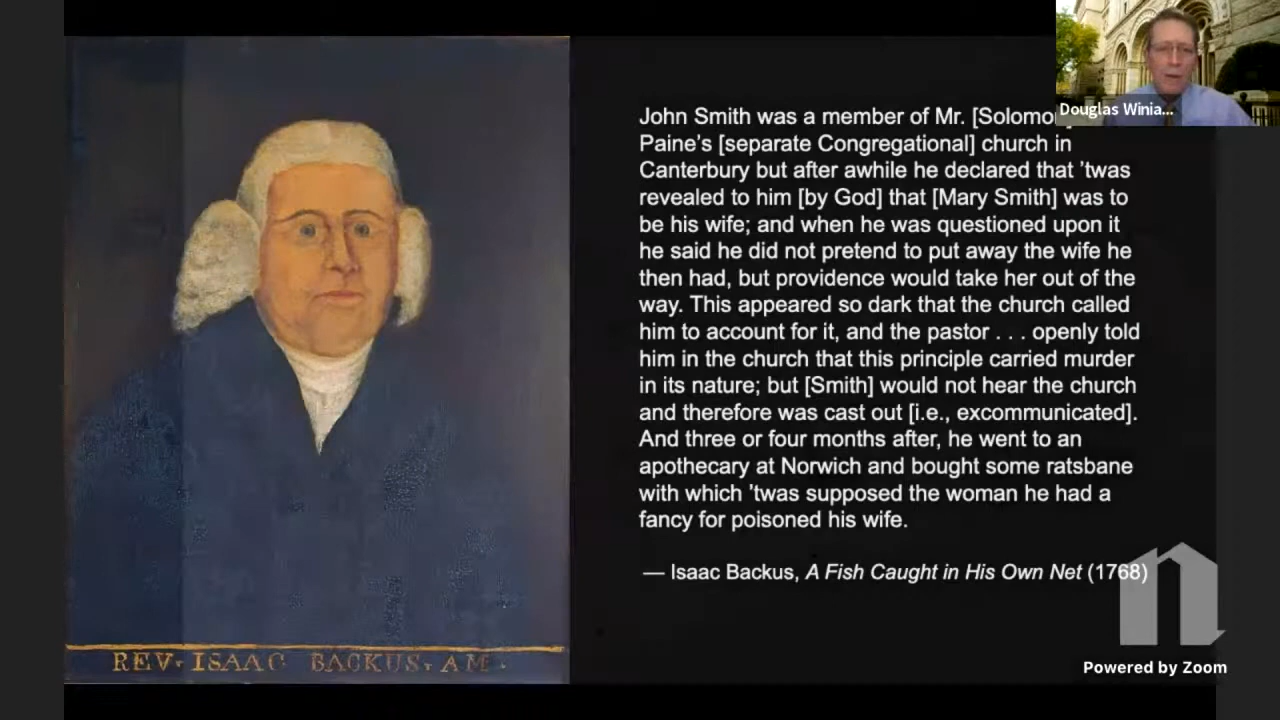 Douglas Winia...
John Smith was a member of Mr. [Solomo
Paine's [separate Congregational] church in
Canterbury but after awhile he declared that 'twas
revealed to him [by God] that [Mary Smith] was to
be his wife; and when he was questioned upon it
he said he did not pretend to put away the wife he
then had, but providence would take her out of the
way. This appeared so dark that the church called
him to account for it, and the pastor . . . openly told
him in the church that this principle carried murder
in its nature; but [Smith] would not hear the church
and therefore was cast out [i.e., excommunicated].
And three or four months after, he went to an
apothecary at Norwich and bought some ratsbane
with which 'twas supposed the woman he had a
fancy for poisoned his wife.
— Isaac Backus, A Fish Caught in His Own Net (1768)
REV. ISAAC BACKUS. AM.
n
Powered by Zoom